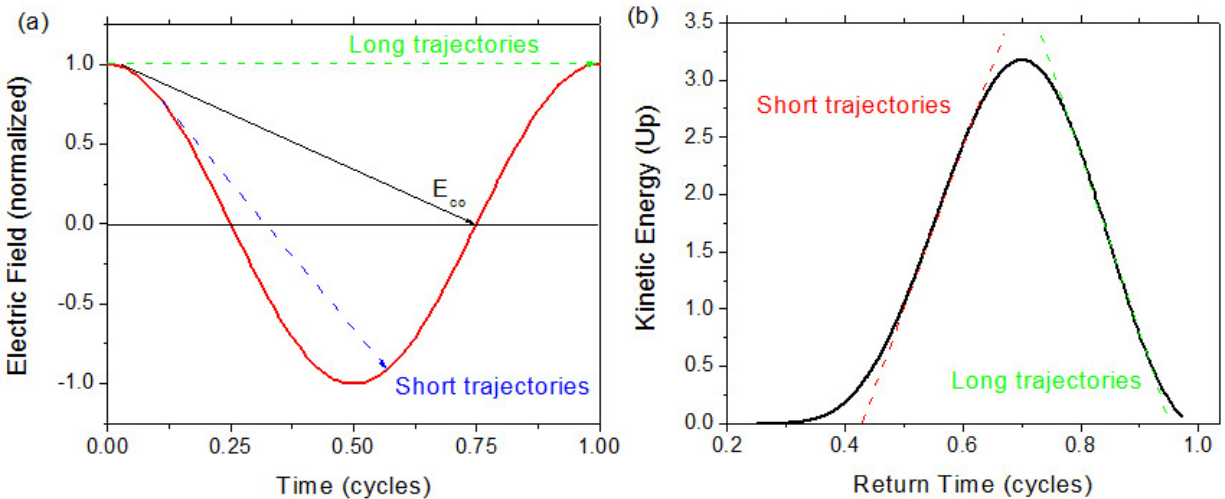 (a)
Long trajectories
1.0
0.5
0.0
-0.5
-1.0
E_co
Short trajectories
Electric Field (normalized)
0.00
0.25
0.50
0.75
1.00
Time (cycles)
(b)
3.5
3.0
2.5
2.0
1.5
1.0
0.5
0.0
Short trajectories
Long trajectories
Kinetic Energy (Up)
0.2
0.4
0.6
0.8
1.0
Return Time (cycles)